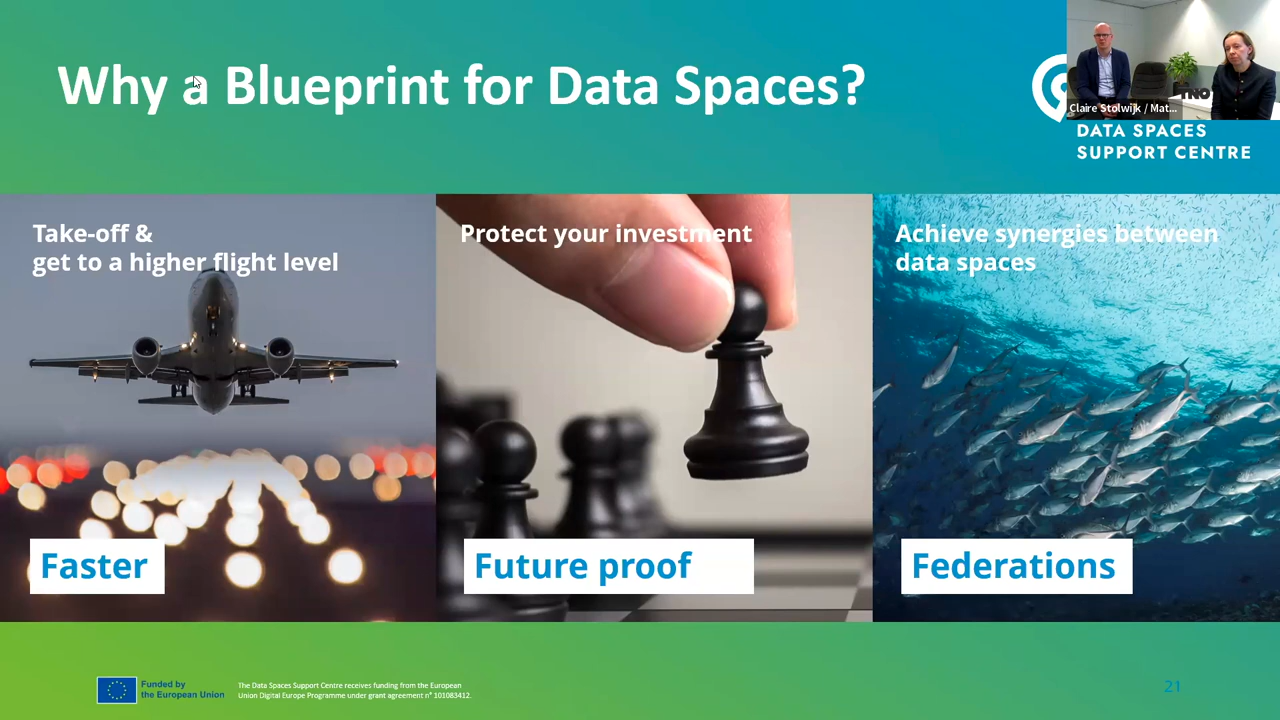 Why a Blueprint for Data Spaces?
Claire Stolwijk / Mat...
TNO
DATA SPACES
SUPPORT CENTRE
Take-off &
get to a higher flight level
Protect your investment
Achieve synergies between
data spaces
Faster
Future proof
Federations
Funded by
the European Union
The Data Spaces Support Centre receives funding from the European
Union Digital Europe Programme under grant agreement n° 101083412.
21